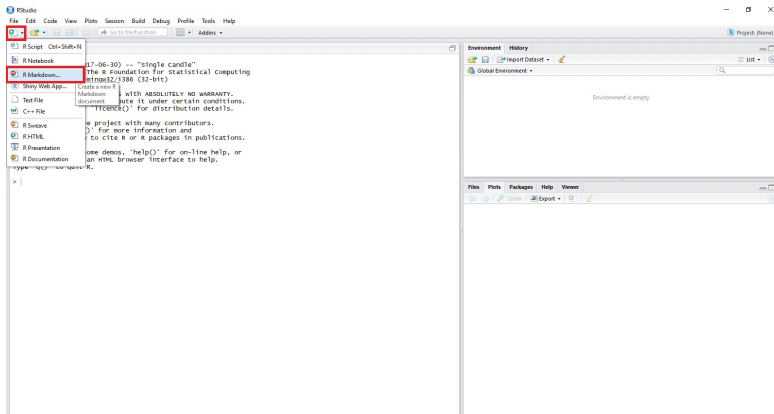 RStudio
File Edit Code View Plots Session Build Debug Profile Tools Help
Go to file/function Addins
Project: (None)
R Script Ctrl+Shift+N
R Notebook
R Markdown...
Shiny Web App...
Text File
C++ File
R Sweave
R HTML
R Presentation
R Documentation
Create a new R
Markdown
document
17-06-30) -- "Single Candle"
The R Foundation for Statistical Computing
mingw32/i386 (32-bit)
with ABSOLUTELY NO WARRANTY.
ute it under certain conditions.
'licence()' for distribution details.
e project with many contributors.
)' for more information and
to cite R or R packages in publications.
ome demos, 'help()' for on-line help, or
an HTML browser interface to help.
Type 'q()' to quit R.
>
Environment History
Import Dataset List
Global Environment
Environment is empty
Files Plots Packages Help Viewer
Zoom Export